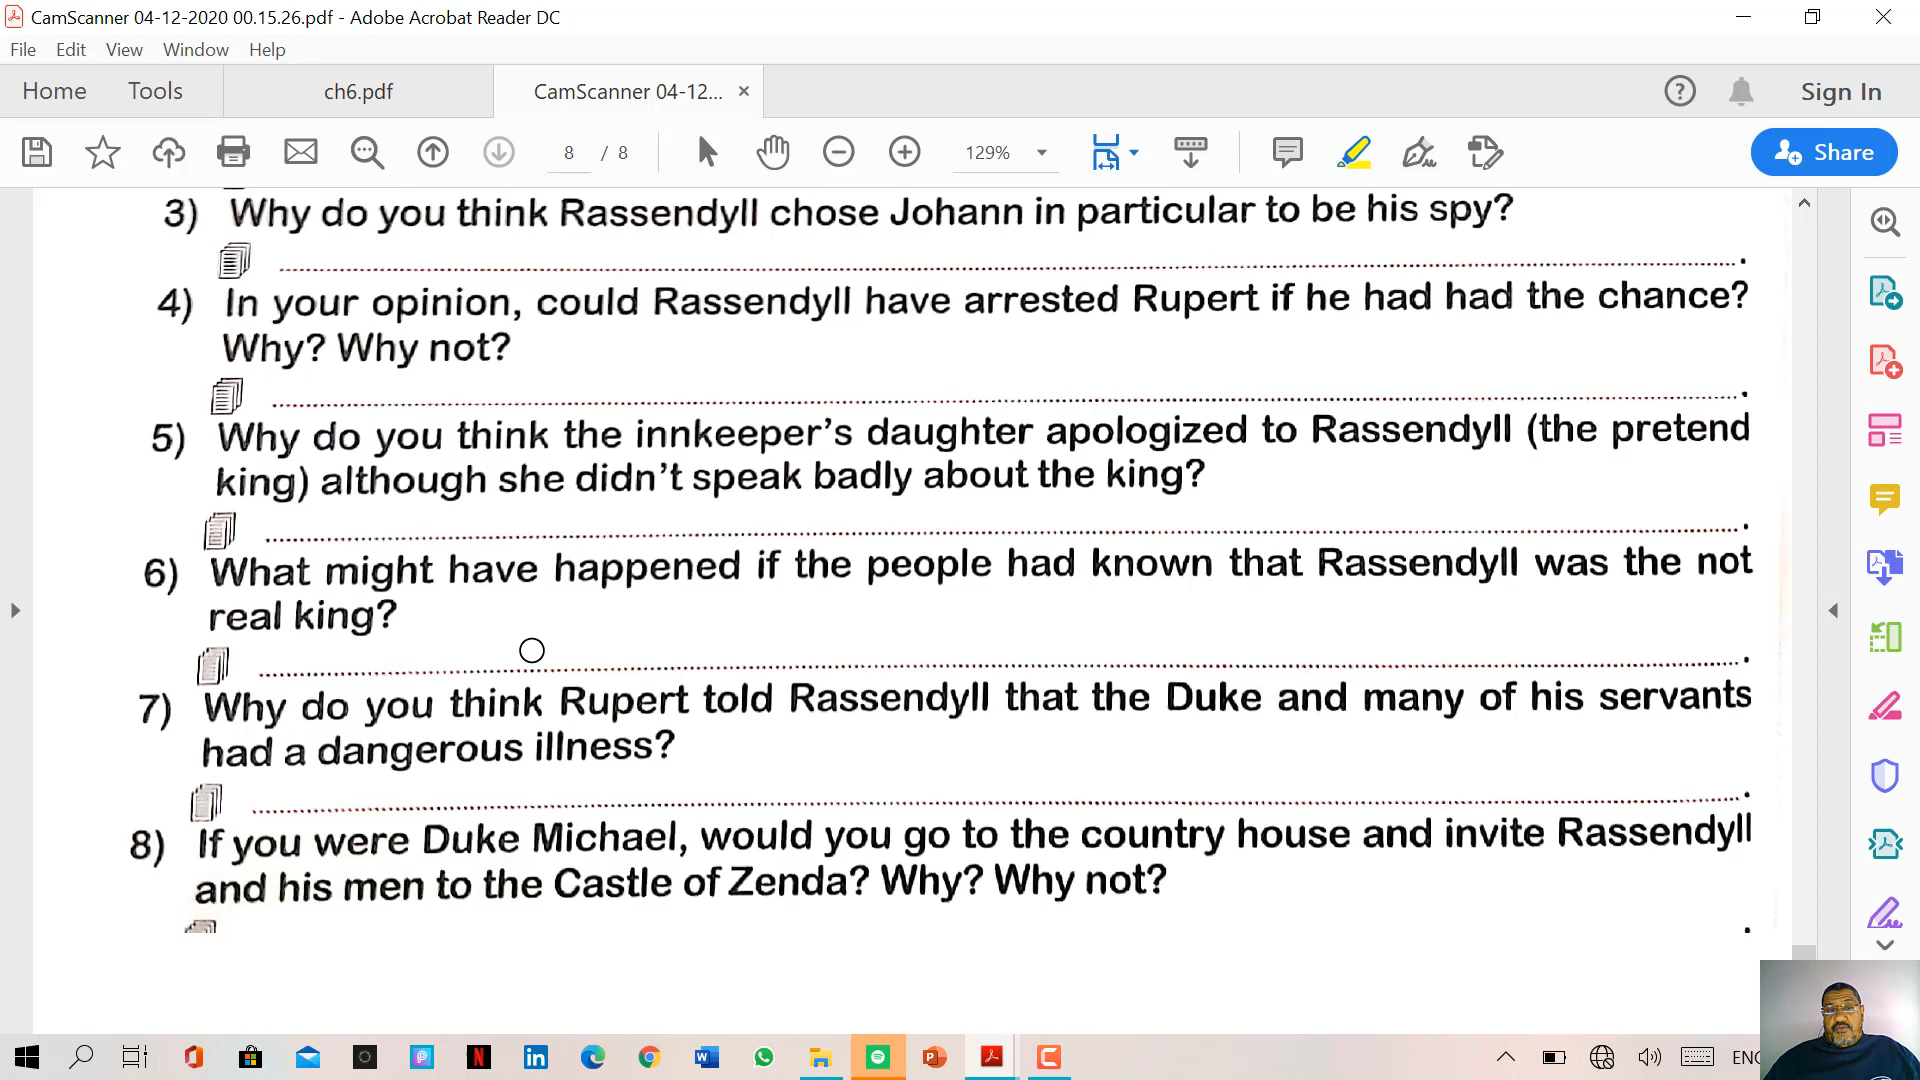 CamScanner 04-12-2020 00.15.26.pdf - Adobe Acrobat Reader DC
File Edit View Window Help
Home Tools ch6.pdf CamScanner 04-12... × Sign In
8 / 8 129% Share
3) Why do you think Rassendyll chose Johann in particular to be his spy?
4) In your opinion, could Rassendyll have arrested Rupert if he had had the chance?
Why? Why not?
5) Why do you think the innkeeper's daughter apologized to Rassendyll (the pretend
king) although she didn't speak badly about the king?
6) What might have happened if the people had known that Rassendyll was the not
real king?
7) Why do you think Rupert told Rassendyll that the Duke and many of his servants
had a dangerous illness?
8) If you were Duke Michael, would you go to the country house and invite Rassendyll
and his men to the Castle of Zenda? Why? Why not?
ENG